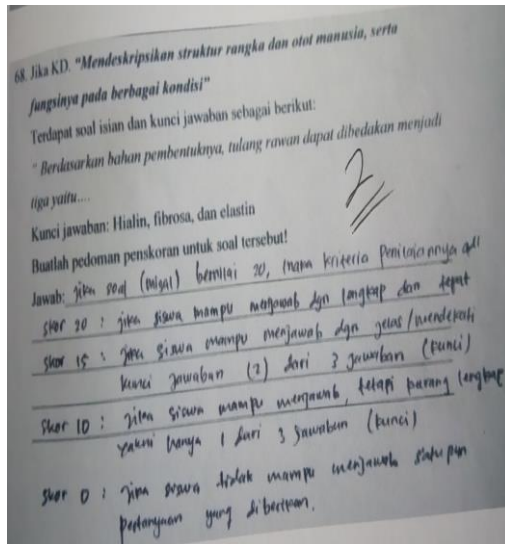 68. Jika KD. "Mendeskripsikan struktur rangka dan otot manusia, serta
fungsinya pada berbagai kondisi"
Terdapat soal isian dan kunci jawaban sebagai berikut:
" Berdasarkan bahan pembentuknya, tulang rawan dapat dibedakan menjadi
tiga yaitu....
2
Kunci jawaban: Hialin, fibrosa, dan elastin
Buatlah pedoman penskoran untuk soal tersebut!
Jawab: jika soal (misal) bernilai 20, maka kriteria penilaiannya adl
skor 20 : jika siswa mampu menjawab dgn lengkap dan tepat
skor 15 : jika siswa mampu menjawab dgn jelas/mendekati
kunci jawaban (2) dari 3 jawaban (kunci)
skor 10 : jika siswa mampu menjawab, tetapi kurang lengkap
yakni hanya 1 dari 3 jawaban (kunci)
skor 0 : jika siswa tidak mampu menjawab satu pun
pertanyaan yang diberikan.